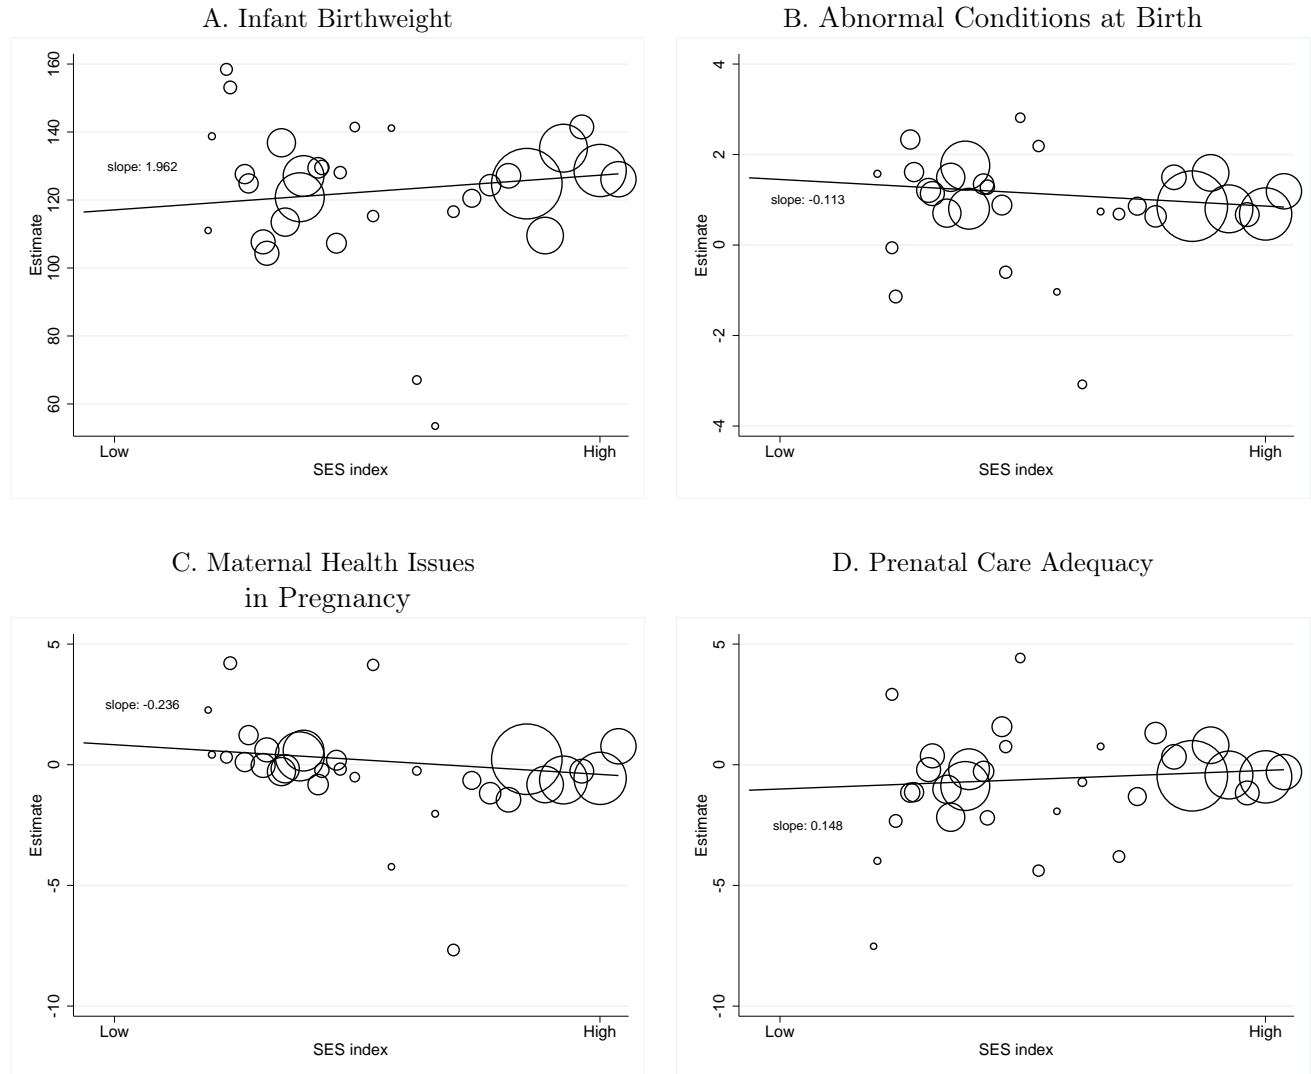 A. Infant Birthweight
160
140
120
100
80
60
Estimate
slope: 1.962
Low
High
SES index
B. Abnormal Conditions at Birth
4
2
0
-2
-4
Estimate
slope: -0.113
Low
High
SES index
C. Maternal Health Issues
in Pregnancy
5
0
-5
-10
Estimate
slope: -0.236
Low
High
SES index
D. Prenatal Care Adequacy
5
0
-5
-10
Estimate
slope: 0.148
Low
High
SES index